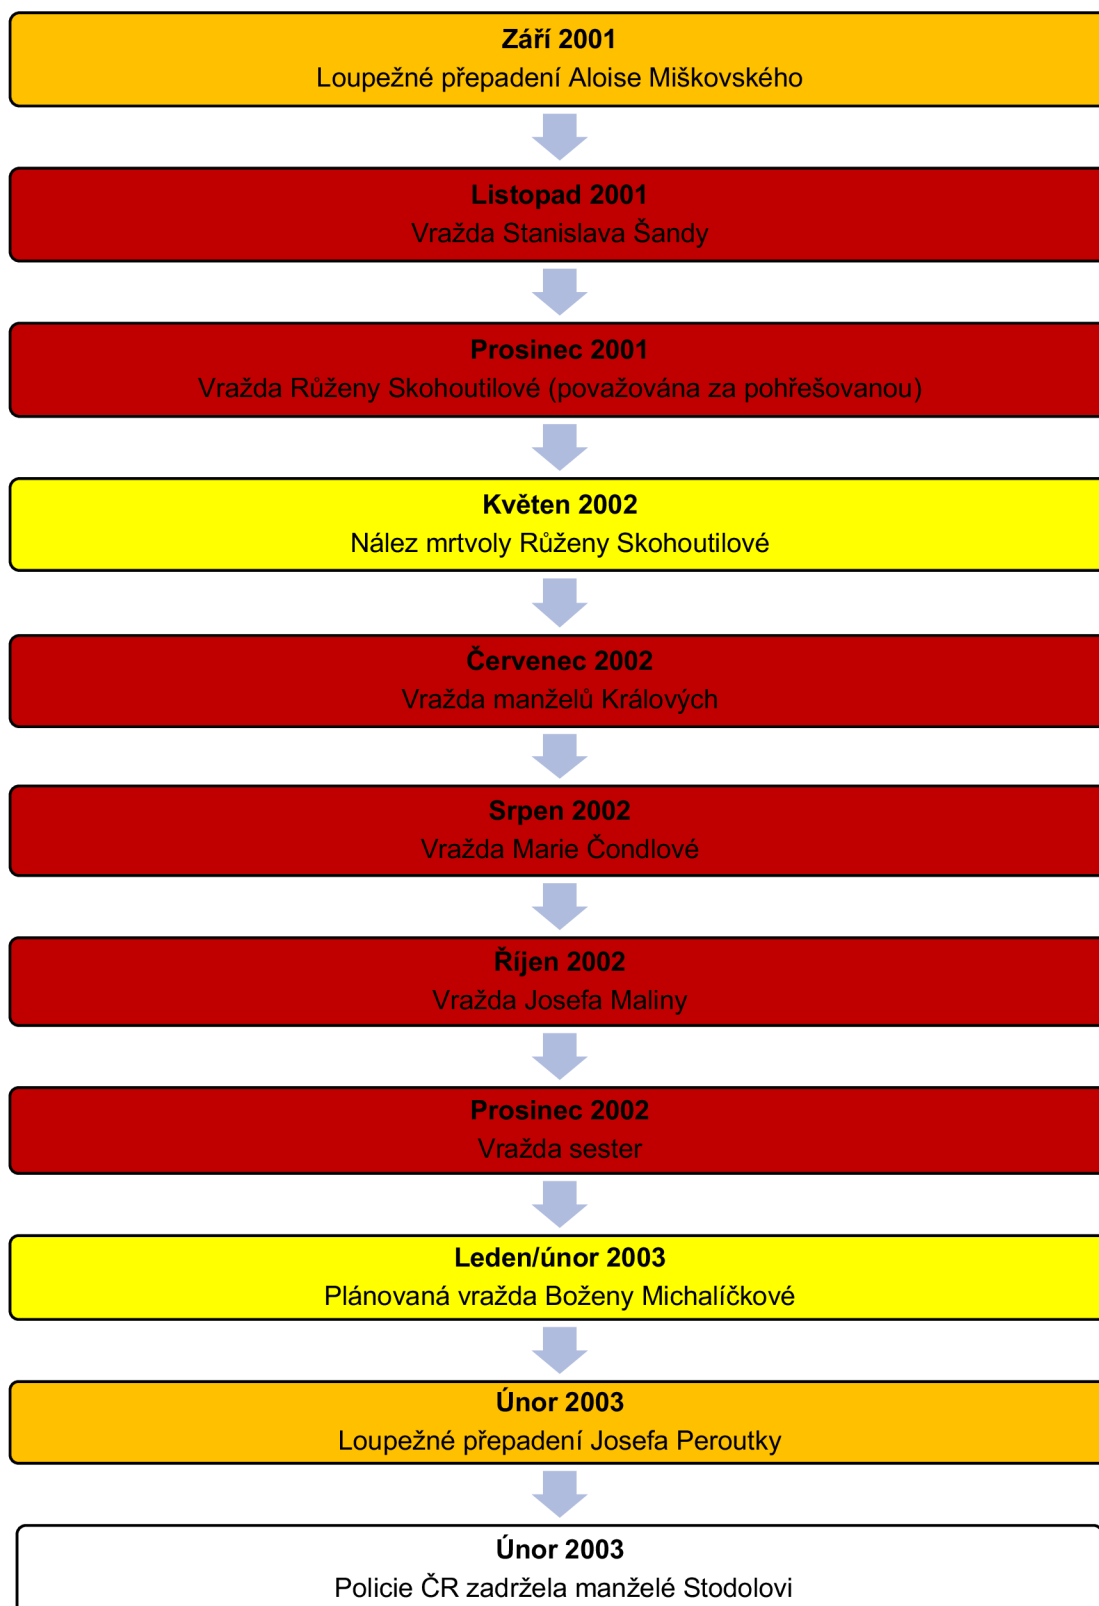 Září 2001
Loupežné přepadení Aloise Miškovského
Listopad 2001
Vražda Stanislava Šandy
Prosinec 2001
Vražda Růženy Skohoutilové (považována za pohřešovanou)
Květen 2002
Nález mrtvoly Růženy Skohoutilové
Červenec 2002
Vražda manželů Králových
Srpen 2002
Vražda Marie Čondlové
Říjen 2002
Vražda Josefa Maliny
Prosinec 2002
Vražda sester
Leden/únor 2003
Plánovaná vražda Boženy Michalíčkové
Únor 2003
Loupežné přepadení Josefa Peroutky
Únor 2003
Policie ČR zadržela manželé Stodolovi